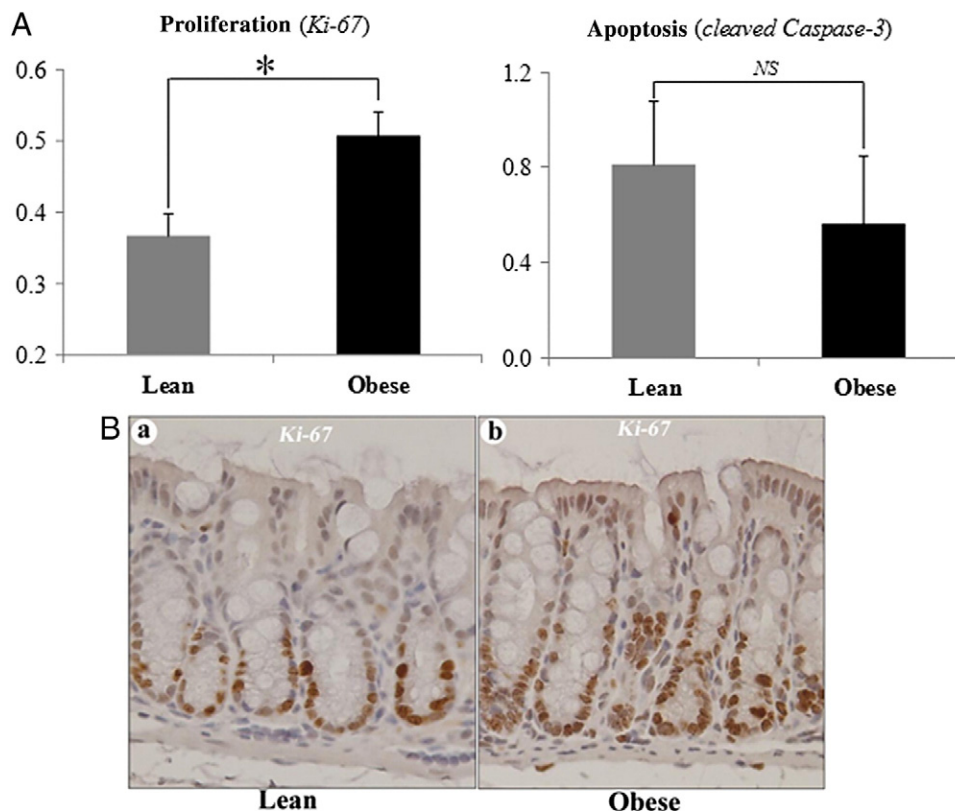 A
Proliferation (Ki-67)
0.6
0.5
0.4
0.3
0.2
*
Lean Obese
Apoptosis (cleaved Caspase-3)
1.2
0.8
0.4
0.0
NS
Lean Obese
B
a Ki-67
b Ki-67
Lean Obese